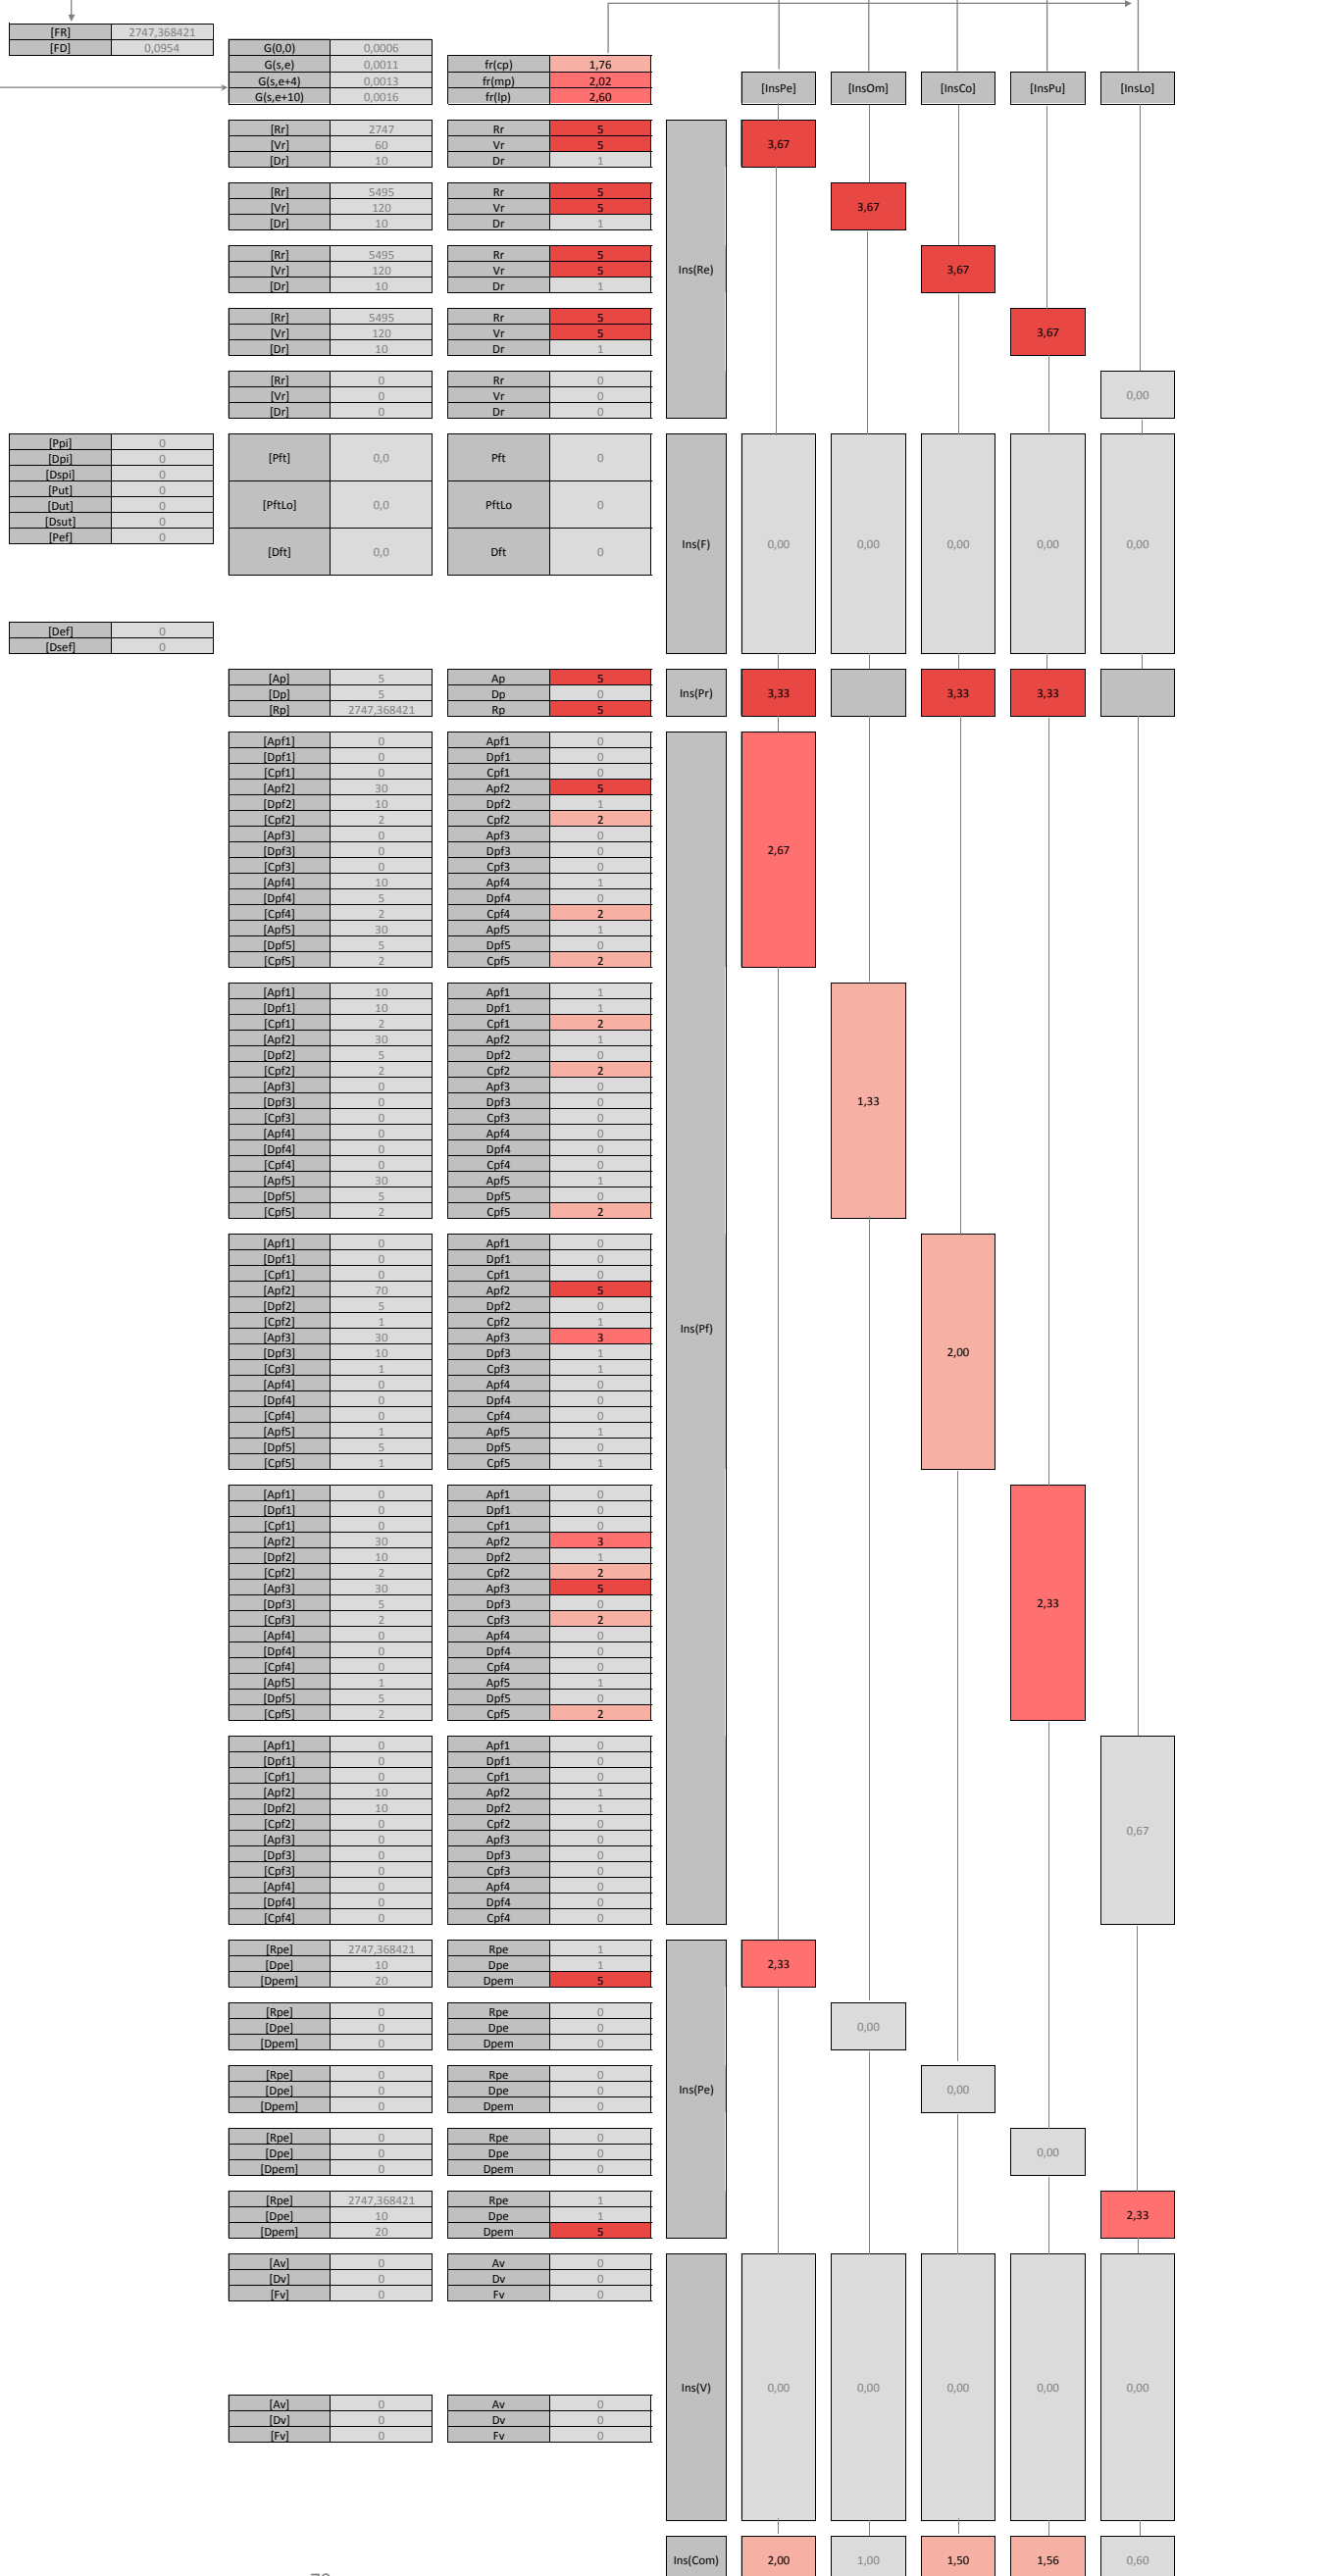 [FR] 2747,368421
[FD] 0,0954
G(0,0) 0,0006
G(s,e) 0,0011 fr(cp) 1,76
G(s,e+4) 0,0013 fr(mp) 2,02
G(s,e+10) 0,0016 fr(lp) 2,60
[InsPe] [InsOm] [InsCo] [InsPu] [InsLo]
[Rr] 2747 Rr 5
[Vr] 60 Vr 5 3,67
[Dr] 10 Dr 1
[Rr] 5495 Rr 5
[Vr] 120 Vr 5 3,67
[Dr] 10 Dr 1
[Rr] 5495 Rr 5
[Vr] 120 Vr 5 Ins(Re) 3,67
[Dr] 10 Dr 1
[Rr] 5495 Rr 5
[Vr] 120 Vr 5 3,67
[Dr] 10 Dr 1
[Rr] 0 Rr 0
[Vr] 0 Vr 0 0,00
[Dr] 0 Dr 0
[Ppi] 0
[Dpi] 0 [Pft] 0,0 Pft 0
[Dspi] 0
[Put] 0
[Dut] 0 [PftLo] 0,0 PftLo 0
[Dsut] 0
[Pef] 0
[Dft] 0,0 Dft 0 Ins(F) 0,00 0,00 0,00 0,00 0,00
[Def] 0
[Dsef] 0
[Ap] 5 Ap 5
[Dp] 5 Dp 0 Ins(Pr) 3,33 3,33 3,33
[Rp] 2747,368421 Rp 5
[Apf1] 0 Apf1 0
[Dpf1] 0 Dpf1 0
[Cpf1] 0 Cpf1 0
[Apf2] 30 Apf2 5
[Dpf2] 10 Dpf2 1
[Cpf2] 2 Cpf2 2
[Apf3] 0 Apf3 0
[Dpf3] 0 Dpf3 0 2,67
[Cpf3] 0 Cpf3 0
[Apf4] 10 Apf4 1
[Dpf4] 5 Dpf4 0
[Cpf4] 2 Cpf4 2
[Apf5] 30 Apf5 1
[Dpf5] 5 Dpf5 0
[Cpf5] 2 Cpf5 2
[Apf1] 10 Apf1 1
[Dpf1] 10 Dpf1 1
[Cpf1] 2 Cpf1 2
[Apf2] 30 Apf2 1
[Dpf2] 5 Dpf2 0
[Cpf2] 2 Cpf2 2
[Apf3] 0 Apf3 0
[Dpf3] 0 Dpf3 0 1,33
[Cpf3] 0 Cpf3 0
[Apf4] 0 Apf4 0
[Dpf4] 0 Dpf4 0
[Cpf4] 0 Cpf4 0
[Apf5] 30 Apf5 1
[Dpf5] 5 Dpf5 0
[Cpf5] 2 Cpf5 2
[Apf1] 0 Apf1 0
[Dpf1] 0 Dpf1 0
[Cpf1] 0 Cpf1 0
[Apf2] 70 Apf2 5
[Dpf2] 5 Dpf2 0
[Cpf2] 1 Cpf2 1 Ins(Pf)
[Apf3] 30 Apf3 3
[Dpf3] 10 Dpf3 1 2,00
[Cpf3] 1 Cpf3 1
[Apf4] 0 Apf4 0
[Dpf4] 0 Dpf4 0
[Cpf4] 0 Cpf4 0
[Apf5] 1 Apf5 1
[Dpf5] 5 Dpf5 0
[Cpf5] 1 Cpf5 1
[Apf1] 0 Apf1 0
[Dpf1] 0 Dpf1 0
[Cpf1] 0 Cpf1 0
[Apf2] 30 Apf2 3
[Dpf2] 10 Dpf2 1
[Cpf2] 2 Cpf2 2
[Apf3] 30 Apf3 5
[Dpf3] 5 Dpf3 0 2,33
[Cpf3] 2 Cpf3 2
[Apf4] 0 Apf4 0
[Dpf4] 0 Dpf4 0
[Cpf4] 0 Cpf4 0
[Apf5] 1 Apf5 1
[Dpf5] 5 Dpf5 0
[Cpf5] 2 Cpf5 2
[Apf1] 0 Apf1 0
[Dpf1] 0 Dpf1 0
[Cpf1] 0 Cpf1 0
[Apf2] 10 Apf2 1
[Dpf2] 10 Dpf2 1
[Cpf2] 0 Cpf2 0
[Apf3] 0 Apf3 0 0,67
[Dpf3] 0 Dpf3 0
[Cpf3] 0 Cpf3 0
[Apf4] 0 Apf4 0
[Dpf4] 0 Dpf4 0
[Cpf4] 0 Cpf4 0
[Rpe] 2747,368421 Rpe 1
[Dpe] 10 Dpe 1 2,33
[Dpem] 20 Dpem 5
[Rpe] 0 Rpe 0
[Dpe] 0 Dpe 0 0,00
[Dpem] 0 Dpem 0
[Rpe] 0 Rpe 0
[Dpe] 0 Dpe 0 Ins(Pe) 0,00
[Dpem] 0 Dpem 0
[Rpe] 0 Rpe 0
[Dpe] 0 Dpe 0 0,00
[Dpem] 0 Dpem 0
[Rpe] 2747,368421 Rpe 1
[Dpe] 10 Dpe 1 2,33
[Dpem] 20 Dpem 5
[Av] 0 Av 0
[Dv] 0 Dv 0
[Fv] 0 Fv 0
Ins(V) 0,00 0,00 0,00 0,00 0,00
[Av] 0 Av 0
[Dv] 0 Dv 0
[Fv] 0 Fv 0
Ins(Com) 2,00 1,00 1,50 1,56 0,60